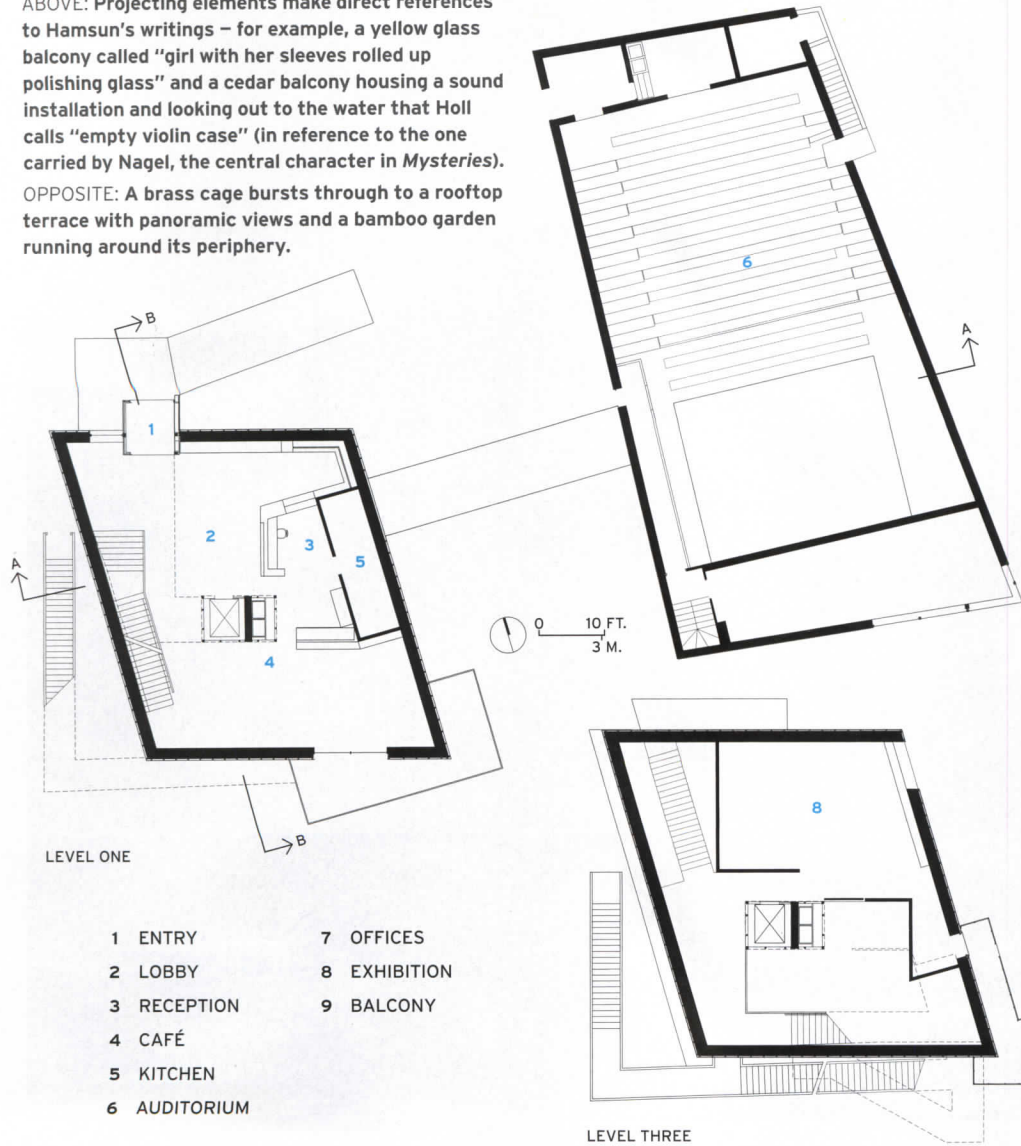 ABOVE: Projecting elements make direct references
to Hamsun's writings – for example, a yellow glass
balcony called "girl with her sleeves rolled up
polishing glass" and a cedar balcony housing a sound
installation and looking out to the water that Holl
calls "empty violin case" (in reference to the one
carried by Nagel, the central character in Mysteries).
OPPOSITE: A brass cage bursts through to a rooftop
terrace with panoramic views and a bamboo garden
running around its periphery.
B
1
2
3
5
A
4
B
LEVEL ONE
6
A
0 10 FT.
3 M.
8
LEVEL THREE
1 ENTRY
2 LOBBY
3 RECEPTION
4 CAFÉ
5 KITCHEN
6 AUDITORIUM
7 OFFICES
8 EXHIBITION
9 BALCONY